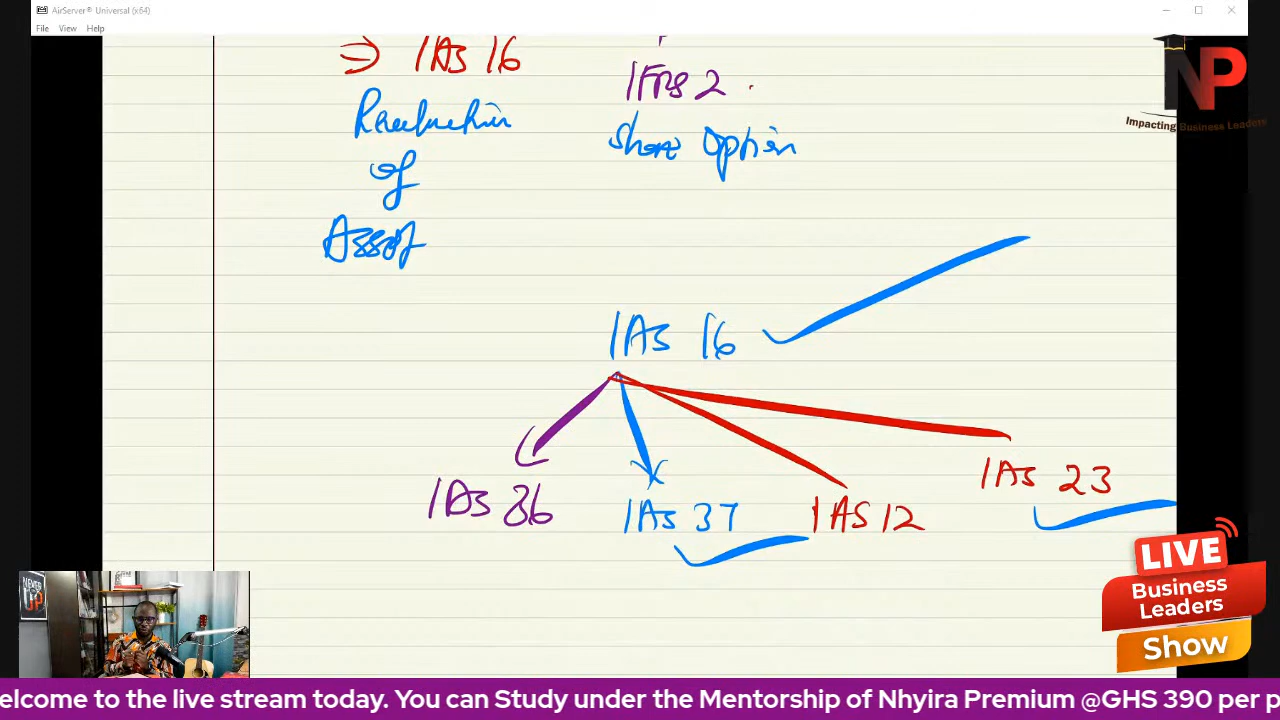 AirServer® Universal (x64)
File View Help
⇒ IAS 16
IFRS 2
Revaluation
Share Option
of
Asset
NP
Impacting Business Leaders
IAS 16
IAS 36
IAS 37
IAS 12
IAS 23
NEVER
UP
LIVE
Business
Leaders
Show
elcome to the live stream today. You can Study under the Mentorship of Nhyira Premium @GHS 390 per p